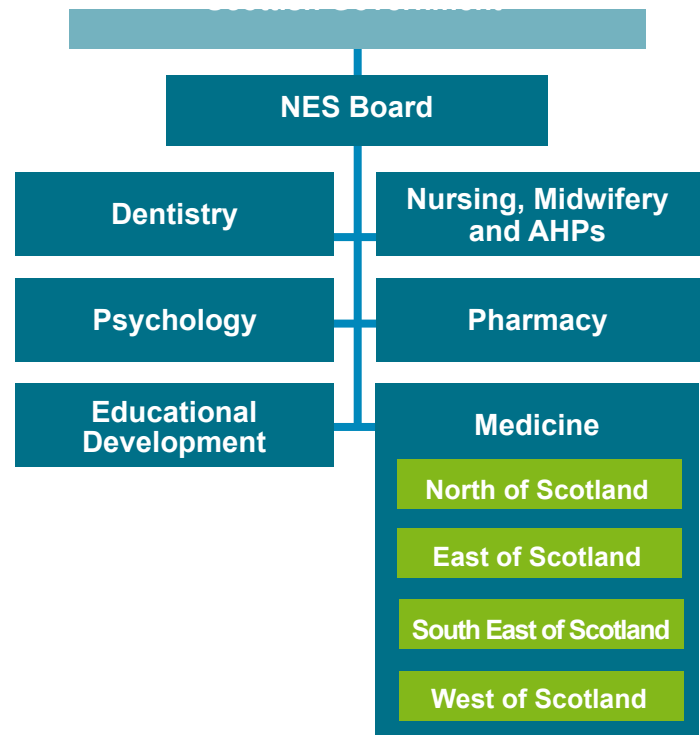 NES Board
Dentistry
Nursing, Midwifery
and AHPs
Psychology
Pharmacy
Educational
Development
Medicine
North of Scotland
East of Scotland
South East of Scotland
West of Scotland